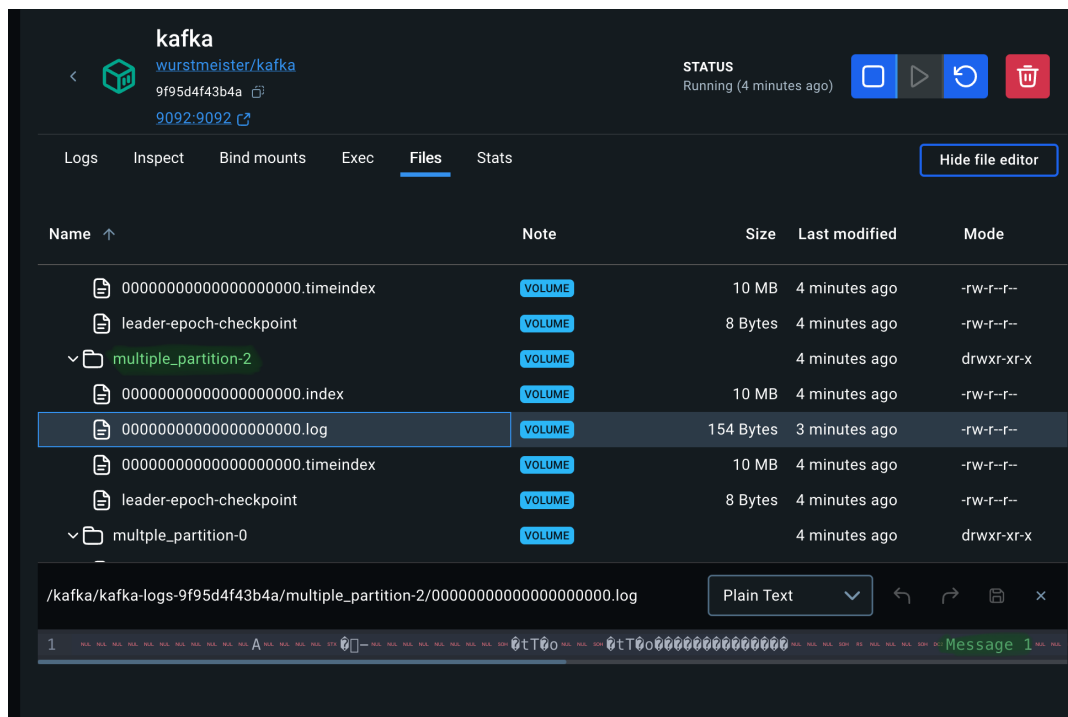 kafka
wurstmeister/kafka
9f95d4f43b4a
9092:9092
STATUS
Running (4 minutes ago)
Logs Inspect Bind mounts Exec Files Stats
Hide file editor
Name Note Size Last modified Mode
00000000000000000000.timeindex VOLUME 10 MB 4 minutes ago -rw-r--r--
leader-epoch-checkpoint VOLUME 8 Bytes 4 minutes ago -rw-r--r--
multiple_partition-2 VOLUME 4 minutes ago drwxr-xr-x
00000000000000000000.index VOLUME 10 MB 4 minutes ago -rw-r--r--
00000000000000000000.log VOLUME 154 Bytes 3 minutes ago -rw-r--r--
00000000000000000000.timeindex VOLUME 10 MB 4 minutes ago -rw-r--r--
leader-epoch-checkpoint VOLUME 8 Bytes 4 minutes ago -rw-r--r--
multple_partition-0 VOLUME 4 minutes ago drwxr-xr-x
/kafka/kafka-logs-9f95d4f43b4a/multiple_partition-2/00000000000000000000.log
Plain Text
1 A �tT�o �tT�o Message 1